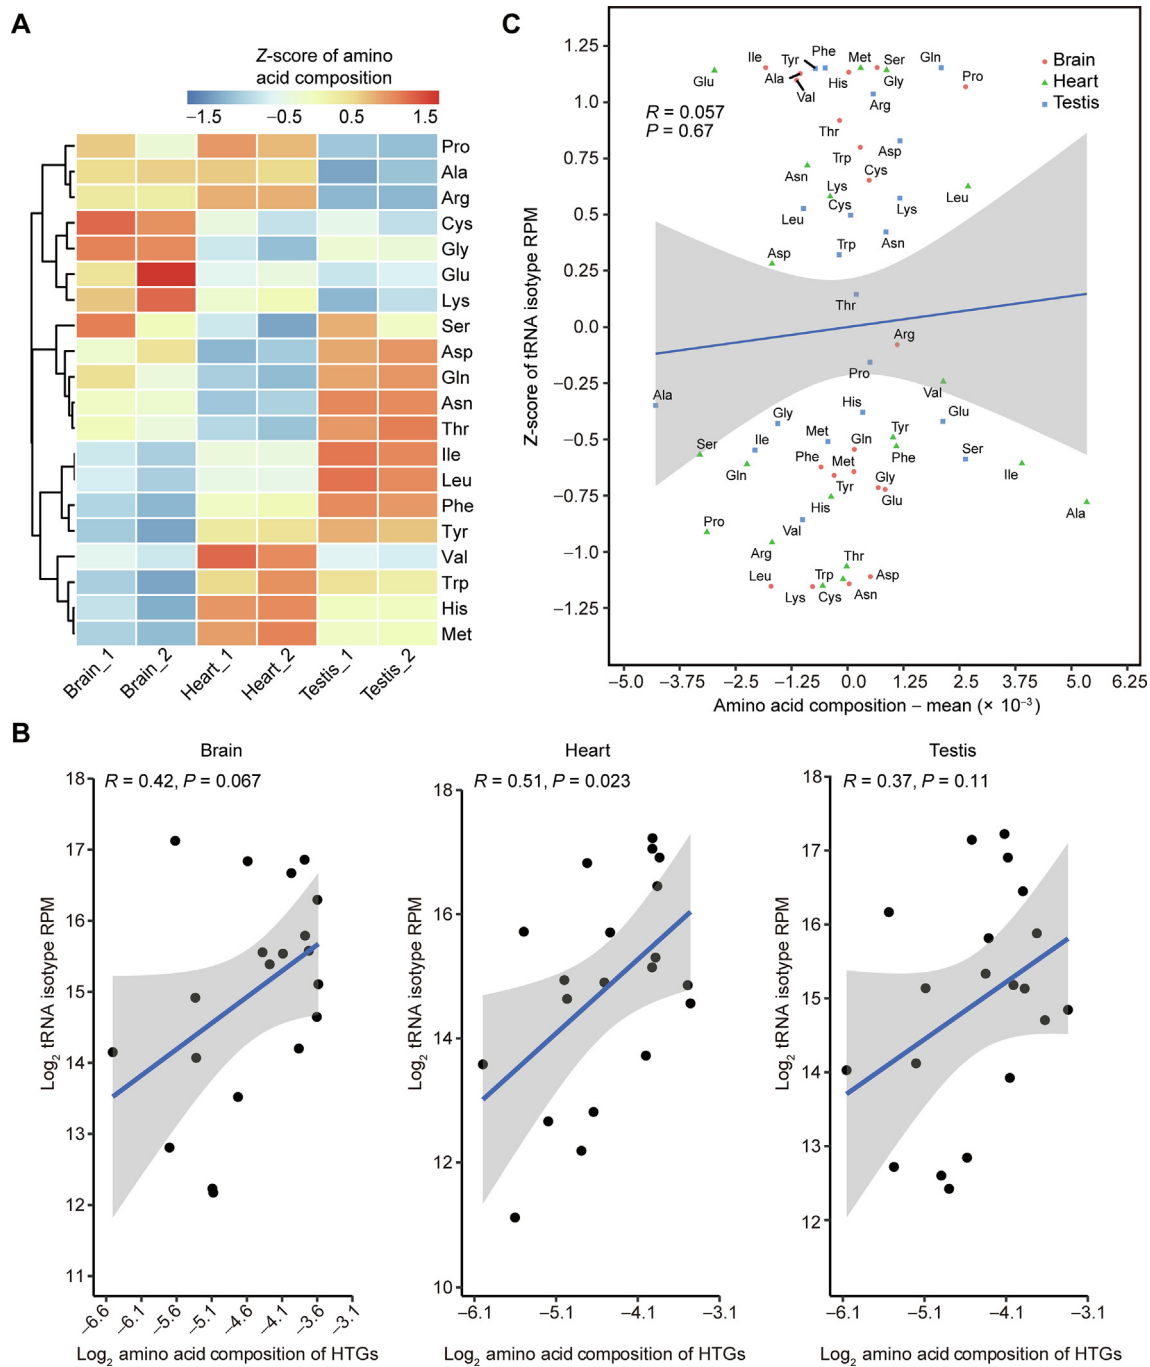 A
Z-score of amino
acid composition
−1.5 −0.5 0.5 1.5
Pro
Ala
Arg
Cys
Gly
Glu
Lys
Ser
Asp
Gln
Asn
Thr
Ile
Leu
Phe
Tyr
Val
Trp
His
Met
Brain_1 Brain_2 Heart_1 Heart_2 Testis_1 Testis_2
C
Z-score of tRNA isotype RPM
1.25
1.0
0.75
0.5
0.25
0.0
−0.25
−0.5
−0.75
−1.0
−1.25
R = 0.057
P = 0.67
Brain
Heart
Testis
Glu Ile Ala Tyr Val Phe His Met Ser Gly Gln Pro
Arg
Thr
Trp Asp
Asn Cys
Lys Leu
Cys Leu Lys
Trp Asn
Asp
Thr
Arg
Pro
Val
Ala His Glu
Gly
Ser Ile Met Gln Tyr Ser
Gln Phe Met Phe Ile
Tyr Gly
His Glu Ala
Pro Val
Arg Thr
Leu Trp Asp
Lys Cys Asn
−5.0 −3.75 −2.5 −1.25 0.0 1.25 2.5 3.75 5.0 6.25
Amino acid composition – mean (× 10−3)
B
Brain
R = 0.42, P = 0.067
Log2 tRNA isotype RPM
18
17
16
15
14
13
12
11
−6.6 −6.1 −5.6 −5.1 −4.6 −4.1 −3.6 −3.1
Log2 amino acid composition of HTGs
Heart
R = 0.51, P = 0.023
Log2 tRNA isotype RPM
18
16
14
12
10
−6.1 −5.1 −4.1 −3.1
Log2 amino acid composition of HTGs
Testis
R = 0.37, P = 0.11
Log2 tRNA isotype RPM
18
17
16
15
14
13
12
−6.1 −5.1 −4.1 −3.1
Log2 amino acid composition of HTGs